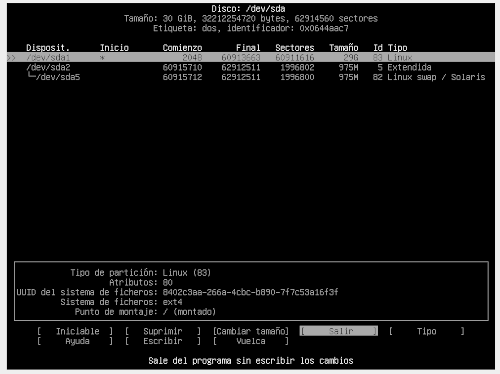 Disco: /dev/sda
Tamaño: 30 GiB, 32212254720 bytes, 62914560 sectores
Etiqueta: dos, identificador: 0x0644aac7
Disposit. Inicio Comienzo Final Sectores Tamaño Id Tipo
>> /dev/sda1 * 2048 60913663 60911616 29G 83 Linux
/dev/sda2 60915710 62912511 1996802 975M 5 Extendida
└─/dev/sda5 60915712 62912511 1996800 975M 82 Linux swap / Solaris
Tipo de partición: Linux (83)
Atributos: 80
UUID del sistema de ficheros: 8402c3aa-266a-4cbc-b890-7f7c53a16f3f
Sistema de ficheros: ext4
Punto de montaje: / (montado)
[ Iniciable ] [ Suprimir ] [Cambiar tamaño] [ Salir ] [ Tipo ]
[ Ayuda ] [ Escribir ] [ Vuelca ]
Sale del programa sin escribir los cambios